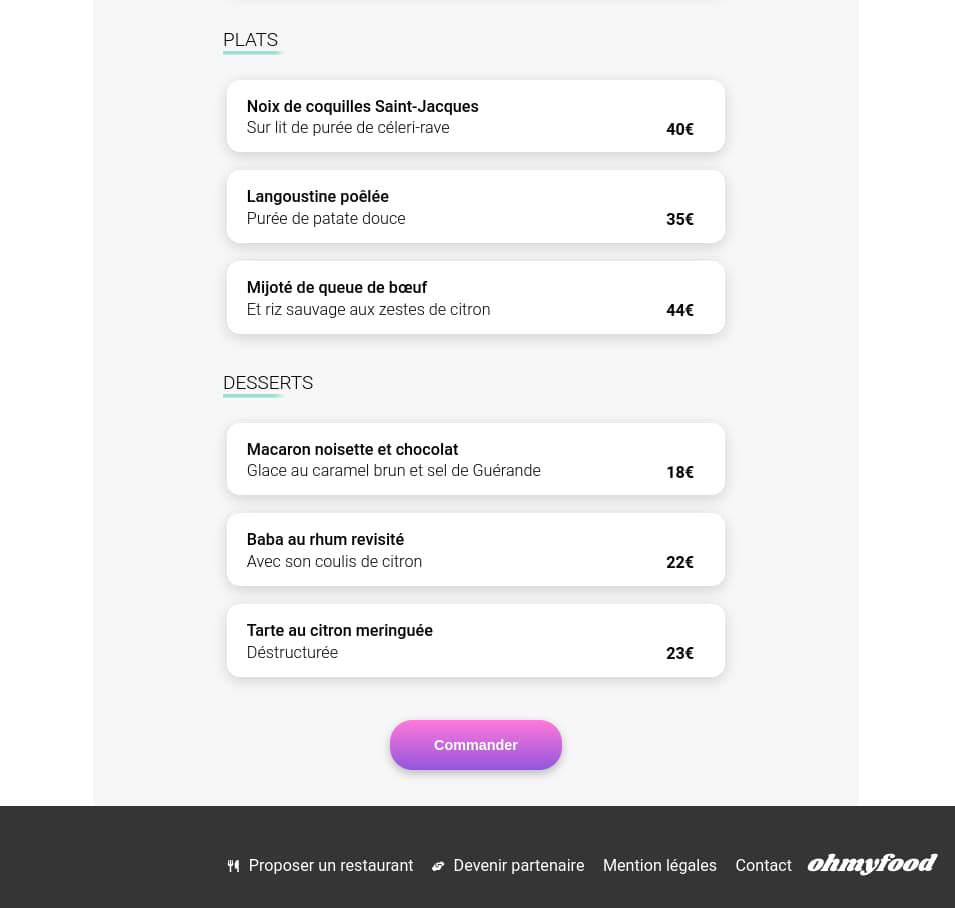 PLATS
Noix de coquilles Saint-Jacques
Sur lit de purée de céleri-rave
40€
Langoustine poêlée
Purée de patate douce
35€
Mijoté de queue de bœuf
Et riz sauvage aux zestes de citron
44€
DESSERTS
Macaron noisette et chocolat
Glace au caramel brun et sel de Guérande
18€
Baba au rhum revisité
Avec son coulis de citron
22€
Tarte au citron meringuée
Déstructurée
23€
Commander
Proposer un restaurant Devenir partenaire Mention légales Contact ohmyfood